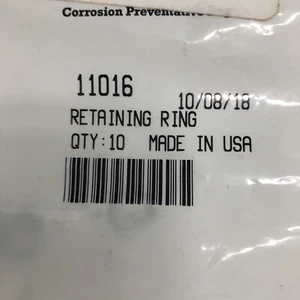 Corrosion Preventative
11016
10/08/18
RETAINING RING
QTY:10 MADE IN USA